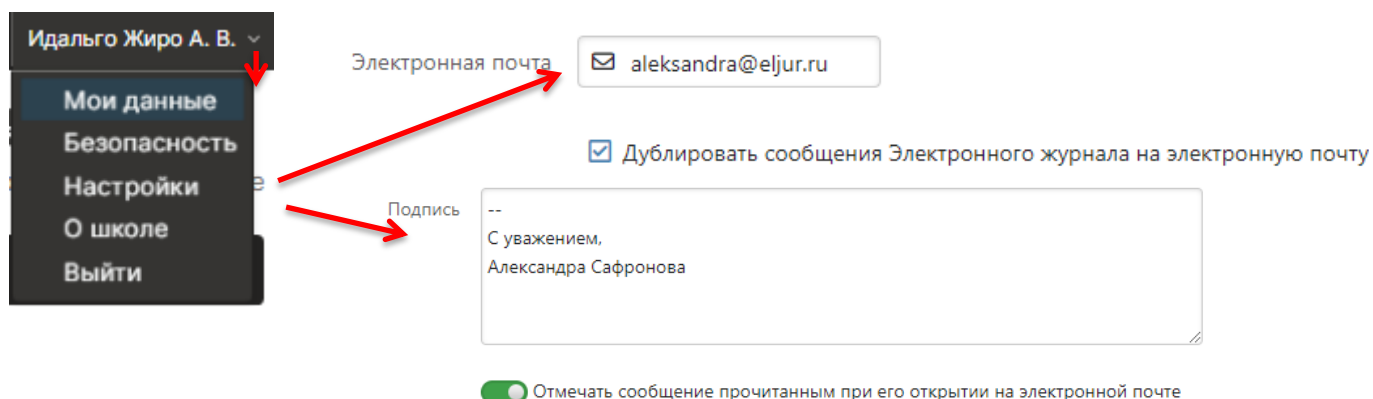 Идальго Жиро А. В.
Мои данные
Безопасность
Настройки
О школе
Выйти
Электронная почта
aleksandra@eljur.ru
Дублировать сообщения Электронного журнала на электронную почту
Подпись
--
С уважением,
Александра Сафронова
Отмечать сообщение прочитанным при его открытии на электронной почте